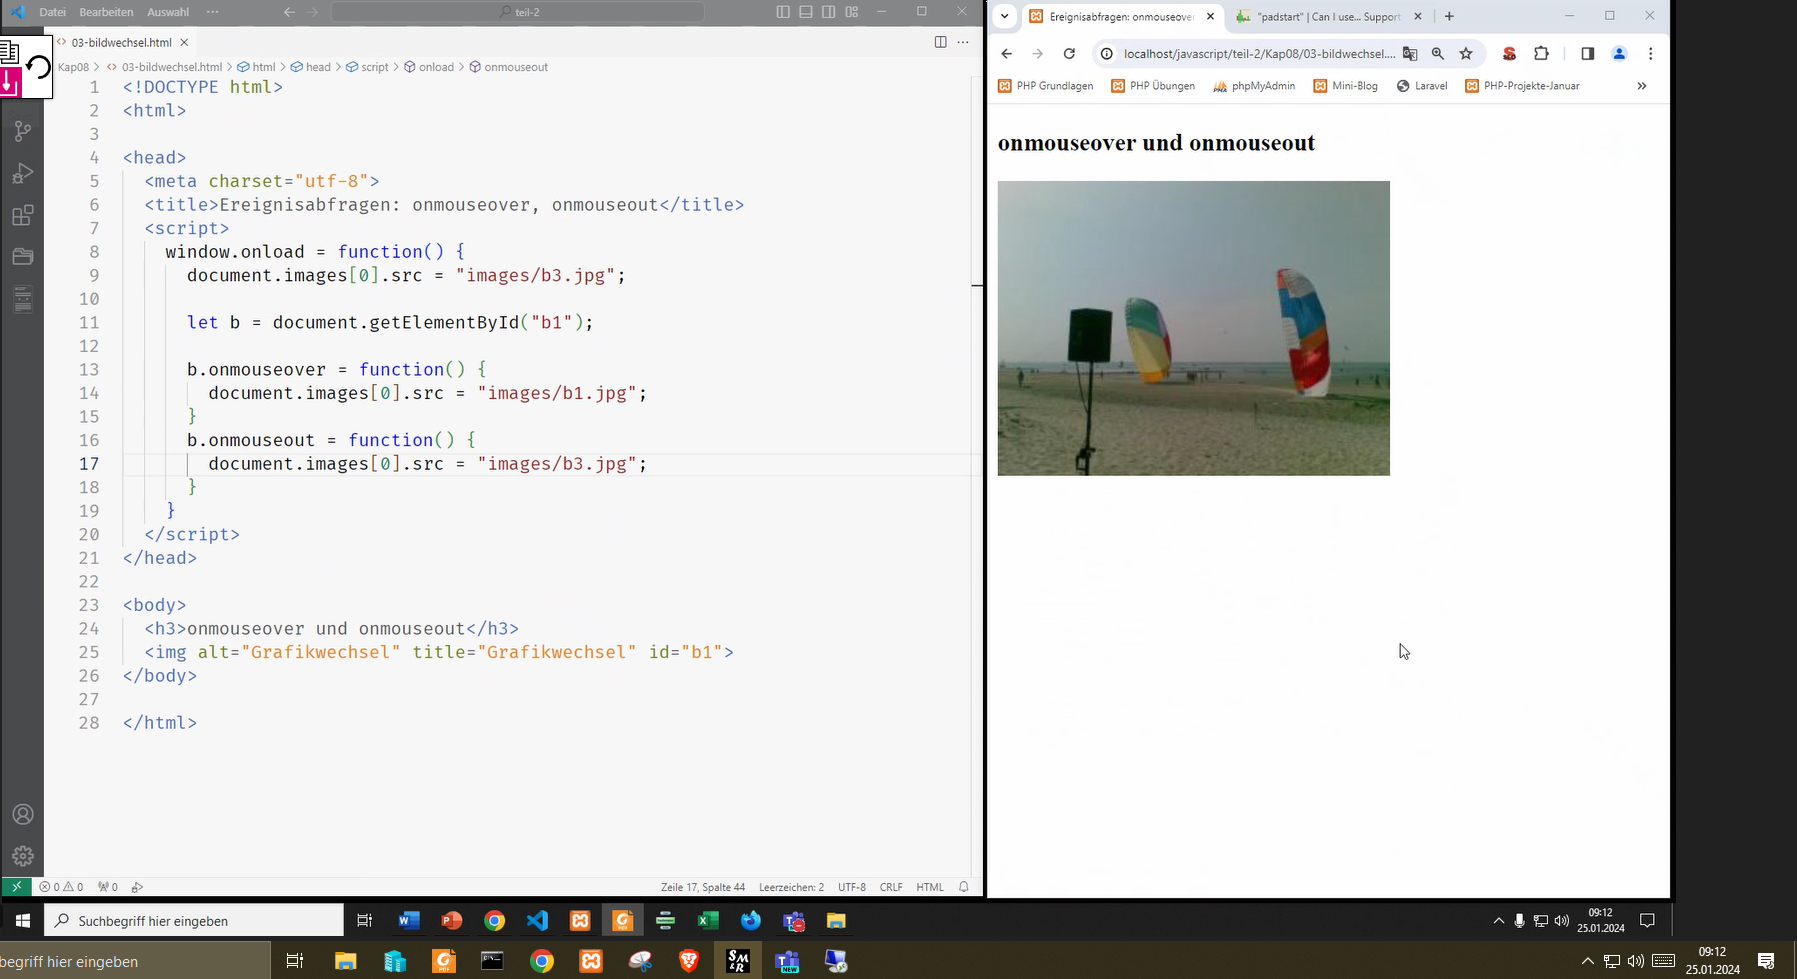 Datei Bearbeiten Auswahl ···
teil-2
03-bildwechsel.html
Kap08 > 03-bildwechsel.html > html > head > script > onload > onmouseout
1 <!DOCTYPE html>
2 <html>
3
4 <head>
5 <meta charset="utf-8">
6 <title>Ereignisabfragen: onmouseover, onmouseout</title>
7 <script>
8 window.onload = function() {
9 document.images[0].src = "images/b3.jpg";
10
11 let b = document.getElementById("b1");
12
13 b.onmouseover = function() {
14 document.images[0].src = "images/b1.jpg";
15 }
16 b.onmouseout = function() {
17 document.images[0].src = "images/b3.jpg";
18 }
19 }
20 </script>
21 </head>
22
23 <body>
24 <h3>onmouseover und onmouseout</h3>
25 <img alt="Grafikwechsel" title="Grafikwechsel" id="b1">
26 </body>
27
28 </html>
0 0 0
Zeile 17, Spalte 44 Leerzeichen: 2 UTF-8 CRLF HTML
Ereignisabfragen: onmouseover
"padstart" | Can I use... Support
localhost/javascript/teil-2/Kap08/03-bildwechsel....
PHP Grundlagen PHP Übungen phpMyAdmin Mini-Blog Laravel PHP-Projekte-Januar »
onmouseover und onmouseout
Suchbegriff hier eingeben
09:12
25.01.2024
begriff hier eingeben
SM
&R
NEW
09:12
25.01.2024